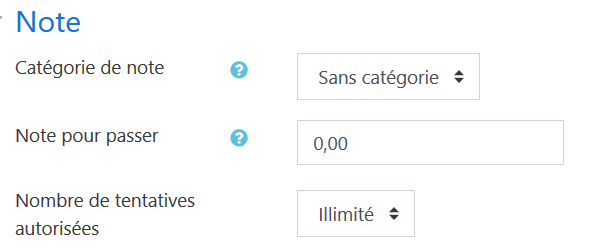 Note
Catégorie de note
Sans catégorie
Note pour passer
0,00
Nombre de tentatives
autorisées
Illimité